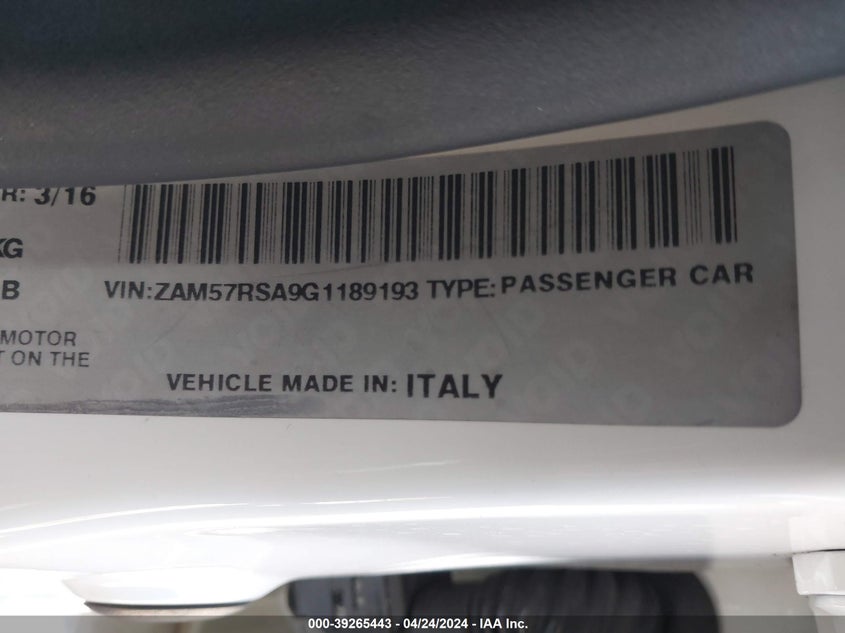 R: 3/16
KG
B
VIN:ZAM57RSA9G1189193 TYPE:PASSENGER CAR
MOTOR
T ON THE
VEHICLE MADE IN: ITALY
000-39265443 - 04/24/2024 - IAA Inc.